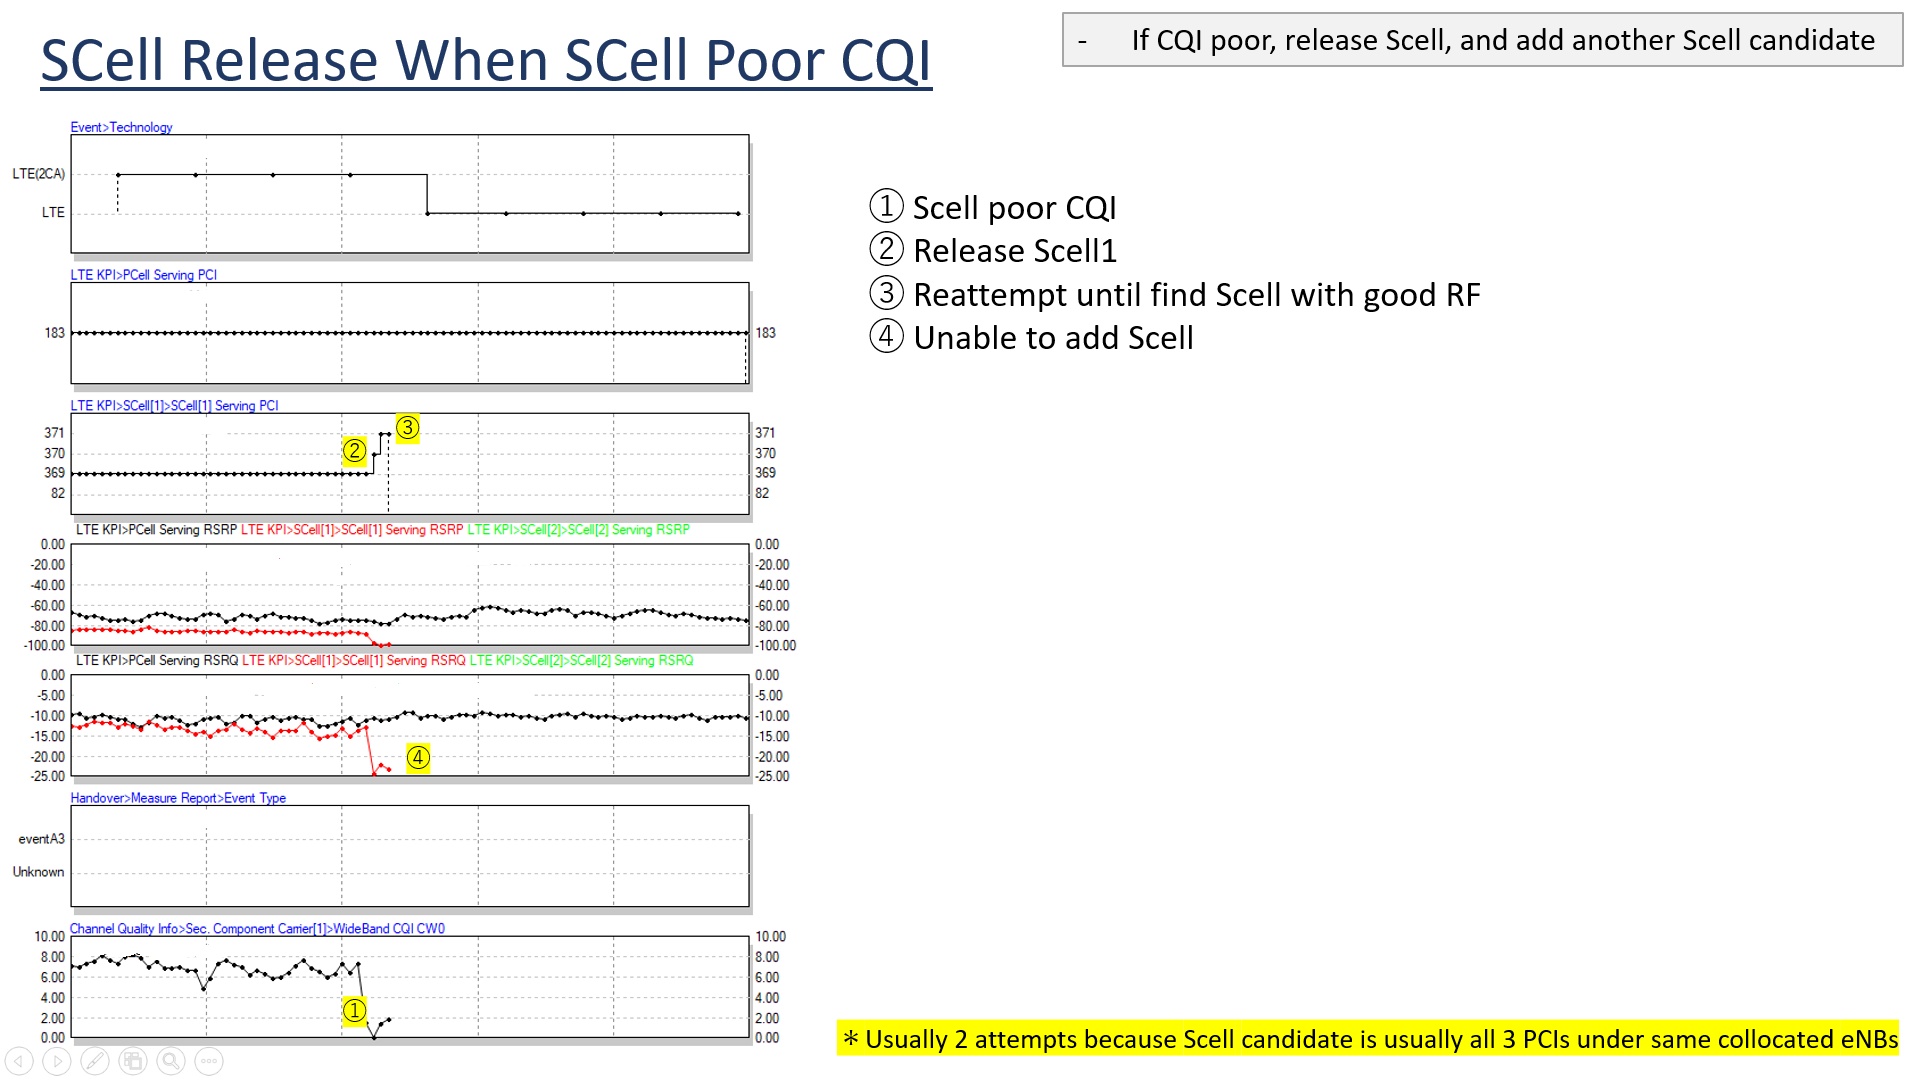 SCell Release When SCell Poor CQI
- If CQI poor, release Scell, and add another Scell candidate
① Scell poor CQI
② Release Scell1
③ Reattempt until find Scell with good RF
④ Unable to add Scell
Event>Technology
LTE(2CA)
LTE
LTE KPI>PCell Serving PCI
183 183
LTE KPI>SCell[1]>SCell[1] Serving PCI
③
371 371
②
370 370
369 369
82 82
LTE KPI>PCell Serving RSRP LTE KPI>SCell[1]>SCell[1] Serving RSRP LTE KPI>SCell[2]>SCell[2] Serving RSRP
0.00 0.00
-20.00 -20.00
-40.00 -40.00
-60.00 -60.00
-80.00 -80.00
-100.00 -100.00
LTE KPI>PCell Serving RSRQ LTE KPI>SCell[1]>SCell[1] Serving RSRQ LTE KPI>SCell[2]>SCell[2] Serving RSRQ
0.00 0.00
-5.00 -5.00
-10.00 -10.00
-15.00 -15.00
-20.00 ④ -20.00
-25.00 -25.00
Handover>Measure Report>Event Type
eventA3
Unknown
Channel Quality Info>Sec. Component Carrier[1]>WideBand CQI CW0
10.00 10.00
8.00 8.00
6.00 6.00
4.00 4.00
①
2.00 2.00
0.00 0.00
* Usually 2 attempts because Scell candidate is usually all 3 PCIs under same collocated eNBs